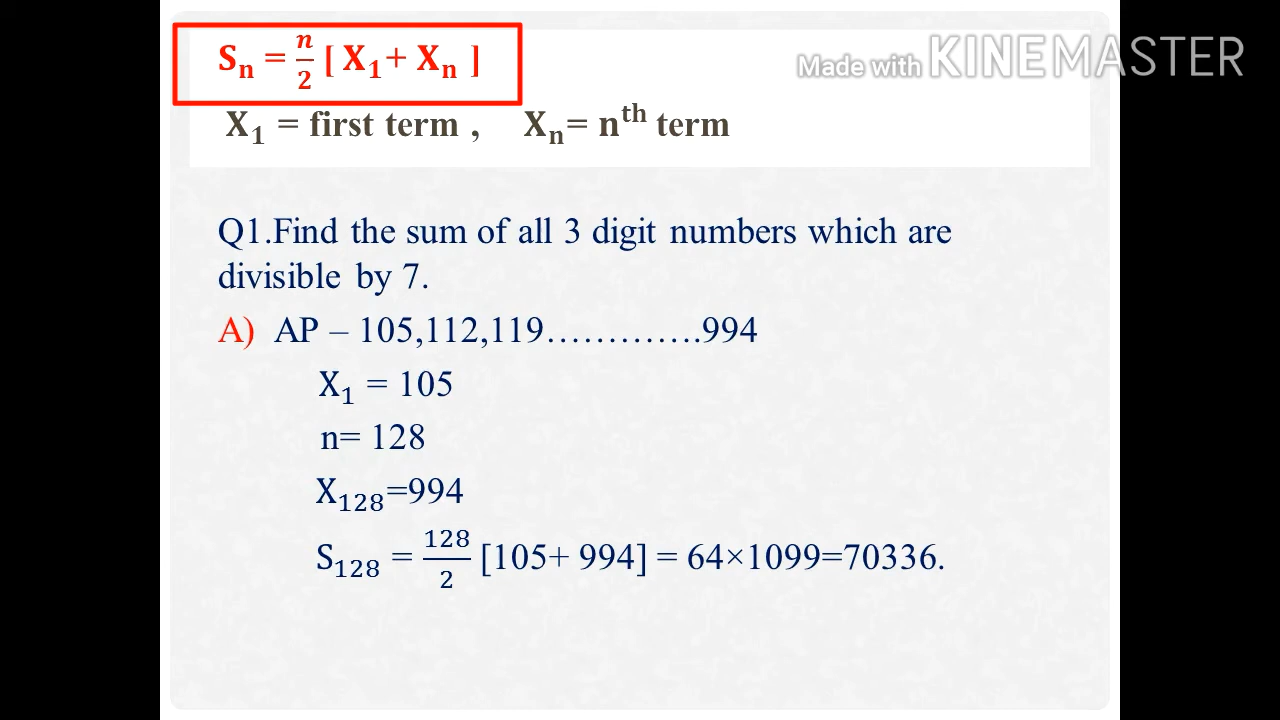 Sₙ = n/2 [ X₁+ Xₙ ]
Made with KINEMASTER
X₁ = first term , Xₙ= nᵗʰ term
Q1.Find the sum of all 3 digit numbers which are
divisible by 7.
A) AP – 105,112,119………….994
X₁ = 105
n= 128
X₁₂₈=994
S₁₂₈ = 128/2 [105+ 994] = 64×1099=70336.